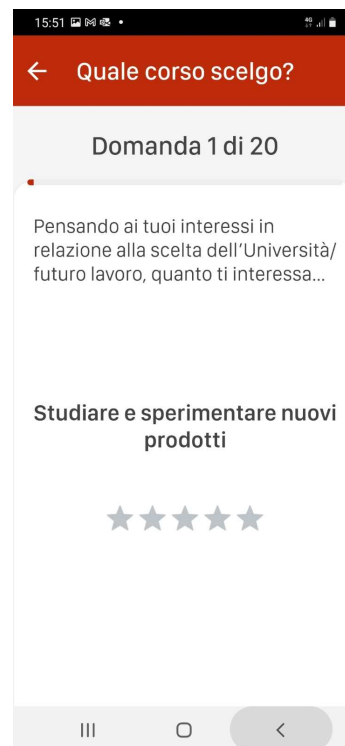 15:51
4G
Quale corso scelgo?
Domanda 1 di 20
Pensando ai tuoi interessi in
relazione alla scelta dell'Università/
futuro lavoro, quanto ti interessa...
Studiare e sperimentare nuovi
prodotti